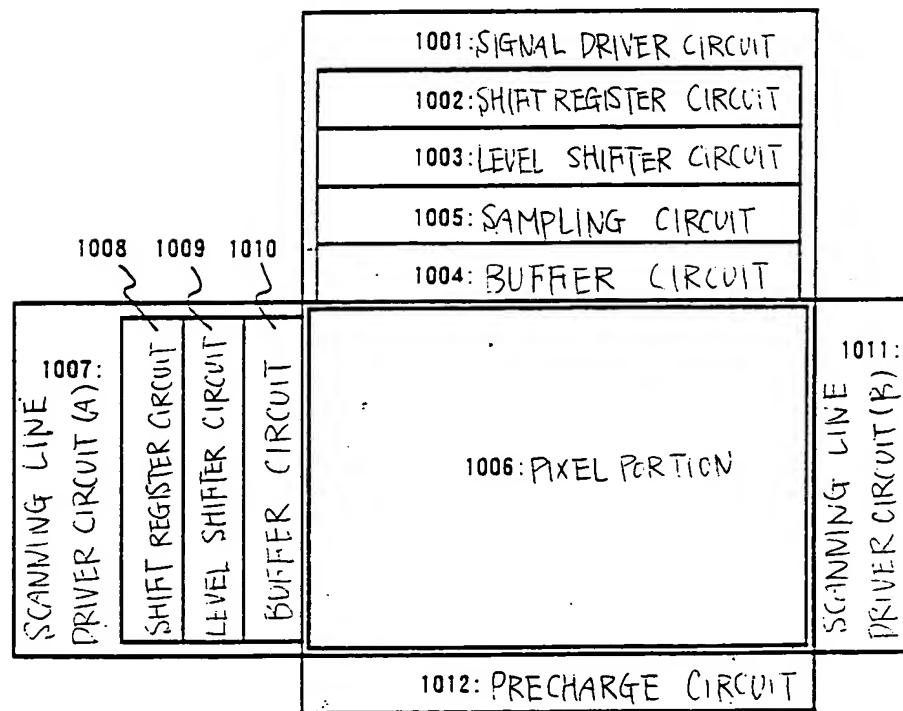 1001: SIGNAL DRIVER CIRCUIT
1002: SHIFT REGISTER CIRCUIT
1003: LEVEL SHIFTER CIRCUIT
1005: SAMPLING CIRCUIT
1004: BUFFER CIRCUIT
1008 1009 1010
1007:
SCANNING LINE
DRIVER CIRCUIT (A)
SHIFT REGISTER CIRCUIT
LEVEL SHIFTER CIRCUIT
BUFFER CIRCUIT
1006: PIXEL PORTION
1011:
SCANNING LINE
DRIVER CIRCUIT (B)
1012: PRECHARGE CIRCUIT